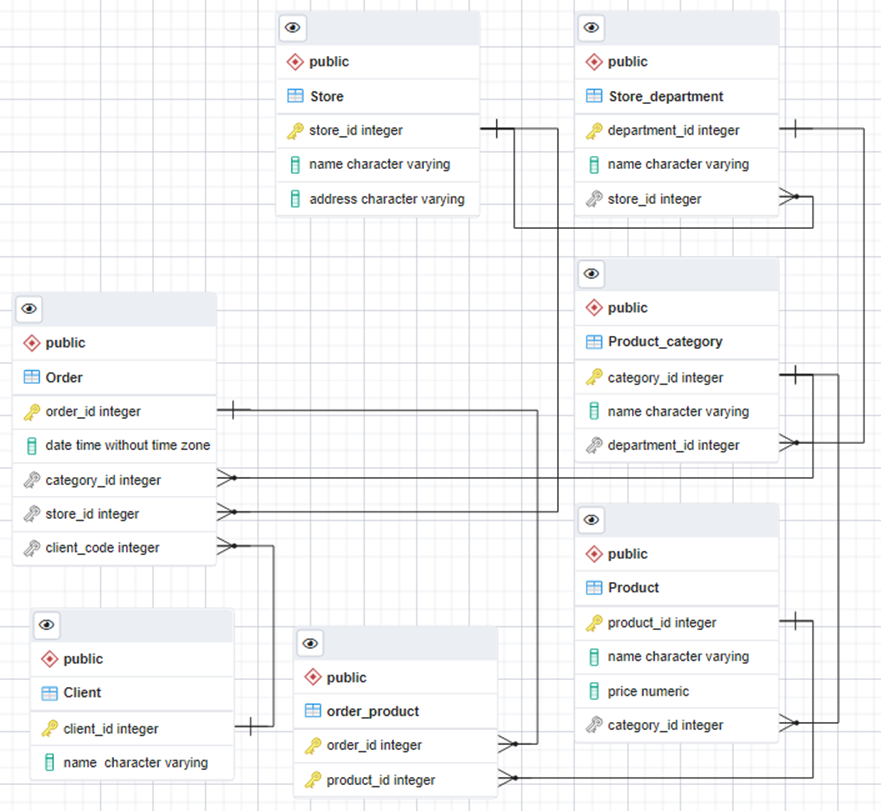 public
Store
store_id integer
name character varying
address character varying
public
Store_department
department_id integer
name character varying
store_id integer
public
Product_category
category_id integer
name character varying
department_id integer
public
Order
order_id integer
date time without time zone
category_id integer
store_id integer
client_code integer
public
Product
product_id integer
name character varying
price numeric
category_id integer
public
Client
client_id integer
name  character varying
public
order_product
order_id integer
product_id integer